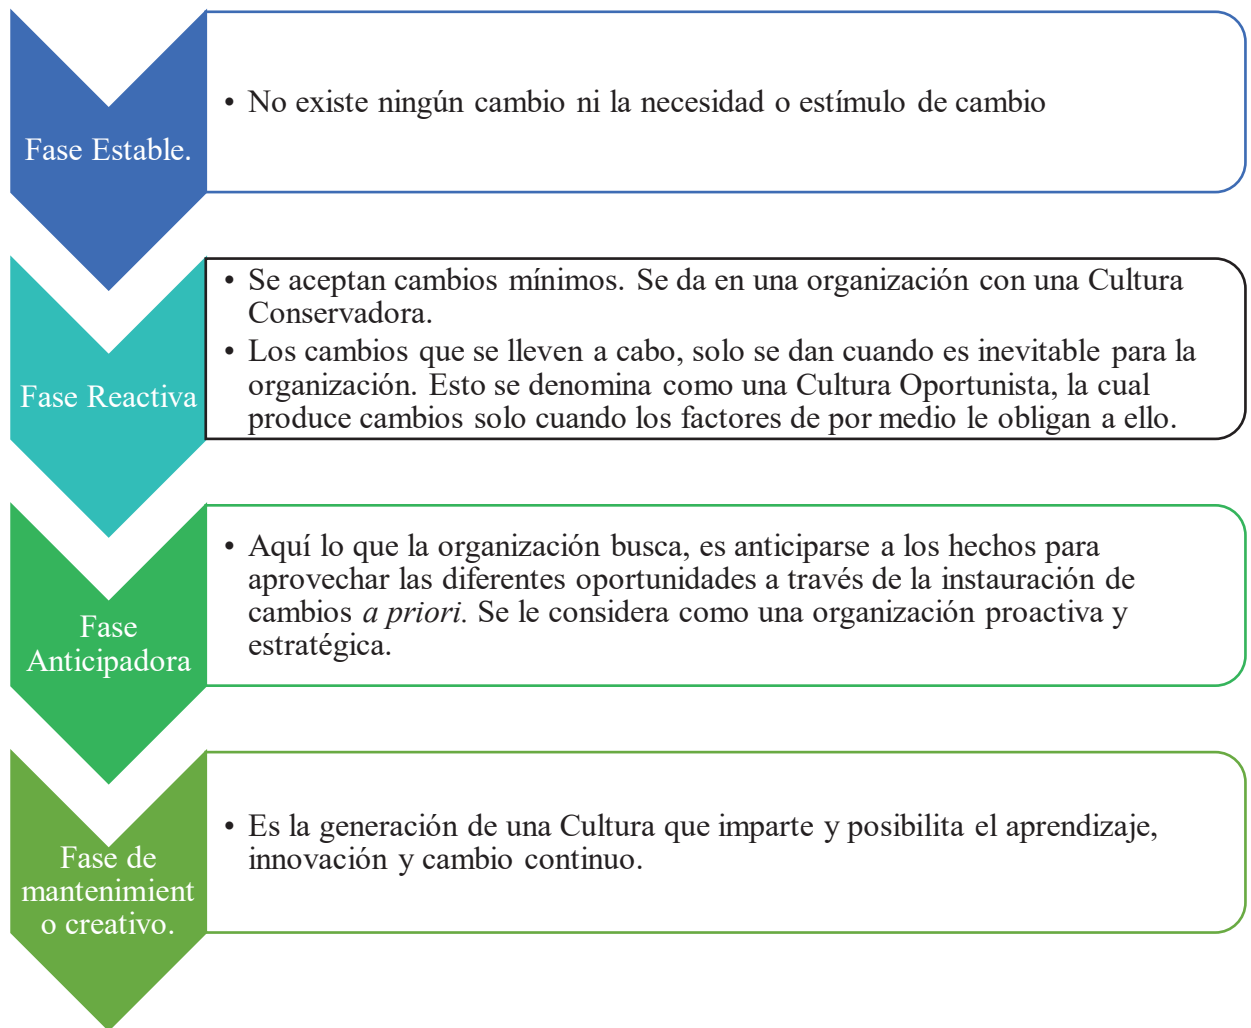 Fase Estable.
• No existe ningún cambio ni la necesidad o estímulo de cambio
Fase Reactiva
• Se aceptan cambios mínimos. Se da en una organización con una Cultura
Conservadora.
• Los cambios que se lleven a cabo, solo se dan cuando es inevitable para la
organización. Esto se denomina como una Cultura Oportunista, la cual
produce cambios solo cuando los factores de por medio le obligan a ello.
Fase
Anticipadora
• Aquí lo que la organización busca, es anticiparse a los hechos para
aprovechar las diferentes oportunidades a través de la instauración de
cambios a priori. Se le considera como una organización proactiva y
estratégica.
Fase de
mantenimient
o creativo.
• Es la generación de una Cultura que imparte y posibilita el aprendizaje,
innovación y cambio continuo.